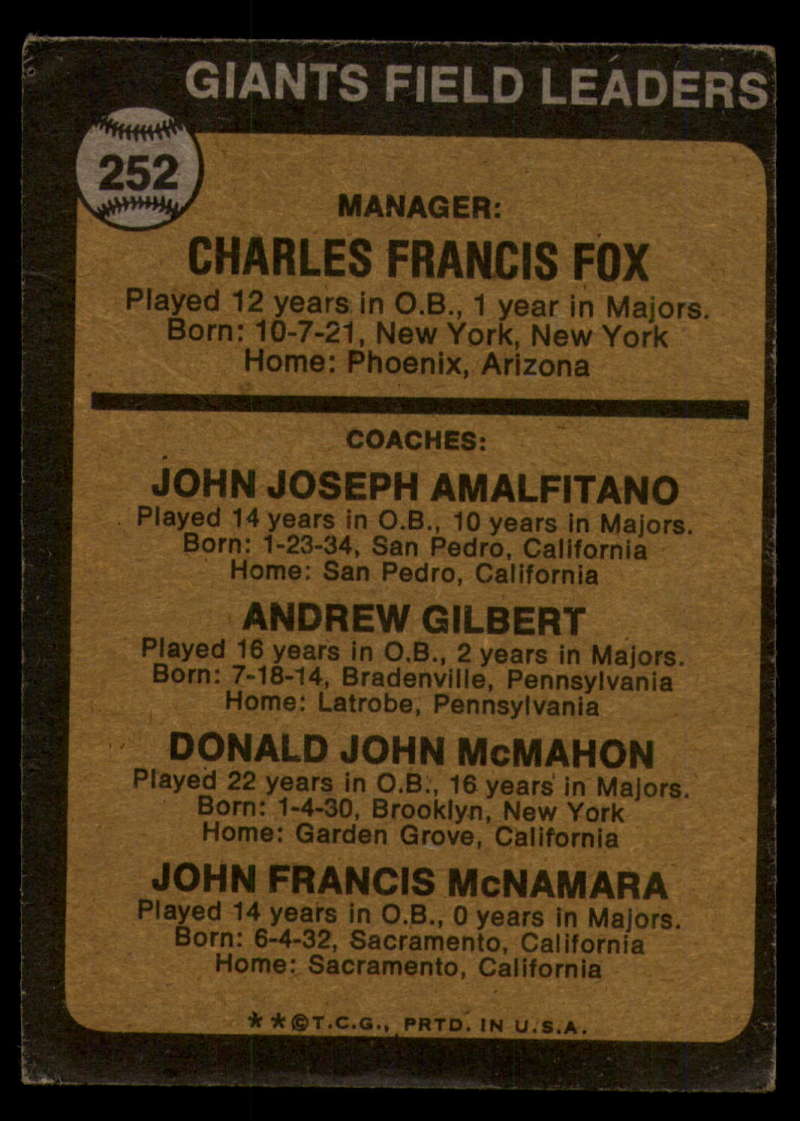 GIANTS FIELD LEADERS
252
MANAGER:
CHARLES FRANCIS FOX
Played 12 years in O.B., 1 year in Majors.
Born: 10-7-21, New York, New York
Home: Phoenix, Arizona
COACHES:
JOHN JOSEPH AMALFITANO
Played 14 years in O.B., 10 years in Majors.
Born: 1-23-34, San Pedro, California
Home: San Pedro, California
ANDREW GILBERT
Played 16 years in O.B., 2 years in Majors.
Born: 7-18-14, Bradenville, Pennsylvania
Home: Latrobe, Pennsylvania
DONALD JOHN McMAHON
Played 22 years in O.B., 16 years in Majors.
Born: 1-4-30, Brooklyn, New York
Home: Garden Grove, California
JOHN FRANCIS McNAMARA
Played 14 years in O.B., 0 years in Majors.
Born: 6-4-32, Sacramento, California
Home: Sacramento, California
* *©T.C.G., PRTD. IN U.S.A.